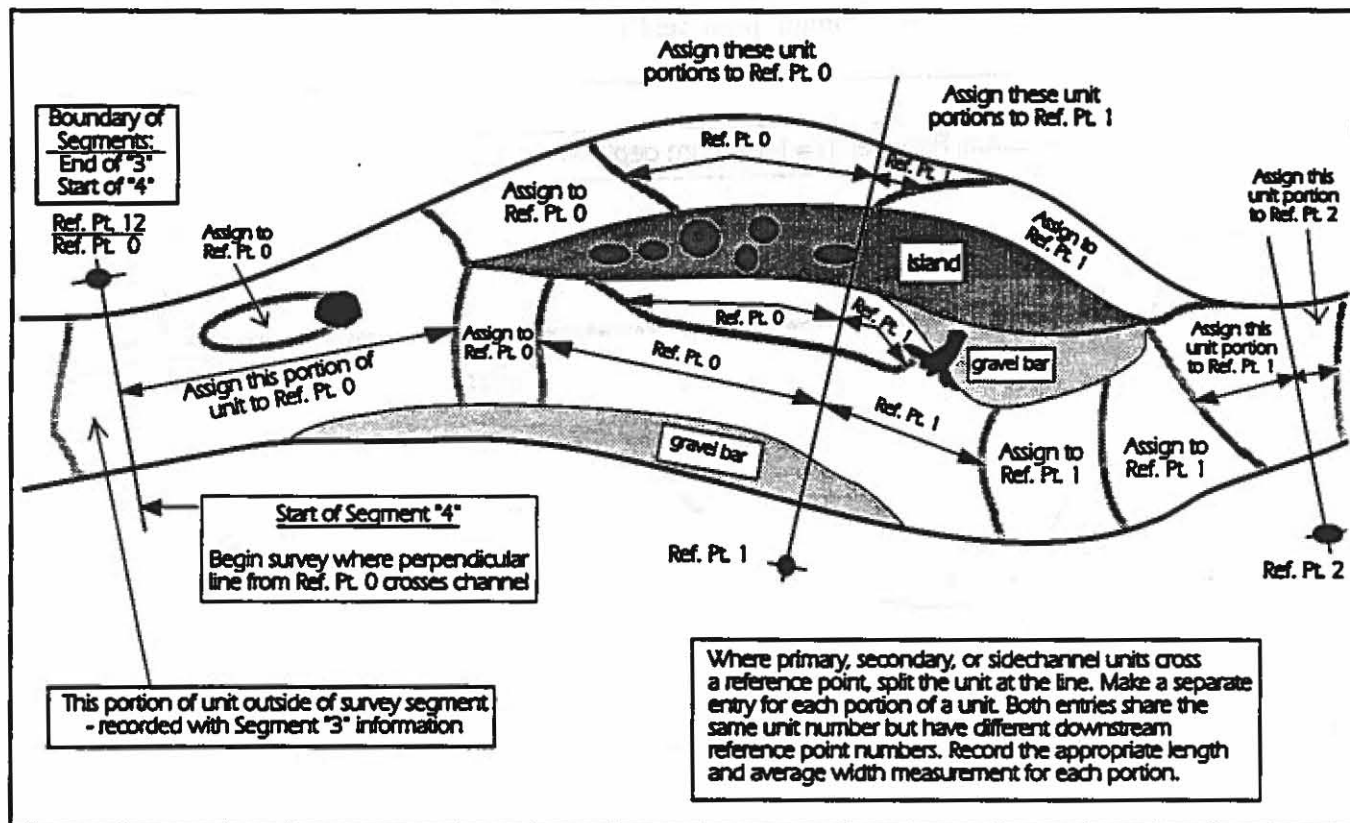 Assign these unit
portions to Ref. Pt. 0
Assign these unit
portions to Ref. Pt. 1
Boundary of
Segments:
End of "3"
Start of "4"
Ref. Pt. 12
Ref. Pt. 0
Assign to
Ref. Pt. 0
Assign to
Ref. Pt. 0
Ref. Pt. 0
Ref. Pt. 1
Assign this
unit portion
to Ref. Pt. 2
Assign to
Ref. Pt. 1
Island
Assign this portion of
unit to Ref. Pt. 0
Assign to
Ref. Pt. 0
Ref. Pt. 0
Ref. Pt. 1
Ref. Pt. 0
Ref. Pt. 1
gravel bar
Assign this
unit portion
to Ref. Pt. 1
gravel bar
Assign to
Ref. Pt. 1
Assign to
Ref. Pt. 1
Start of Segment "4"
Begin survey where perpendicular
line from Ref. Pt. 0 crosses channel
Ref. Pt. 1
Ref. Pt. 2
This portion of unit outside of survey segment
- recorded with Segment "3" information
Where primary, secondary, or sidechannel units cross
a reference point, split the unit at the line. Make a separate
entry for each portion of a unit. Both entries share the
same unit number but have different downstream
reference point numbers. Record the appropriate length
and average width measurement for each portion.